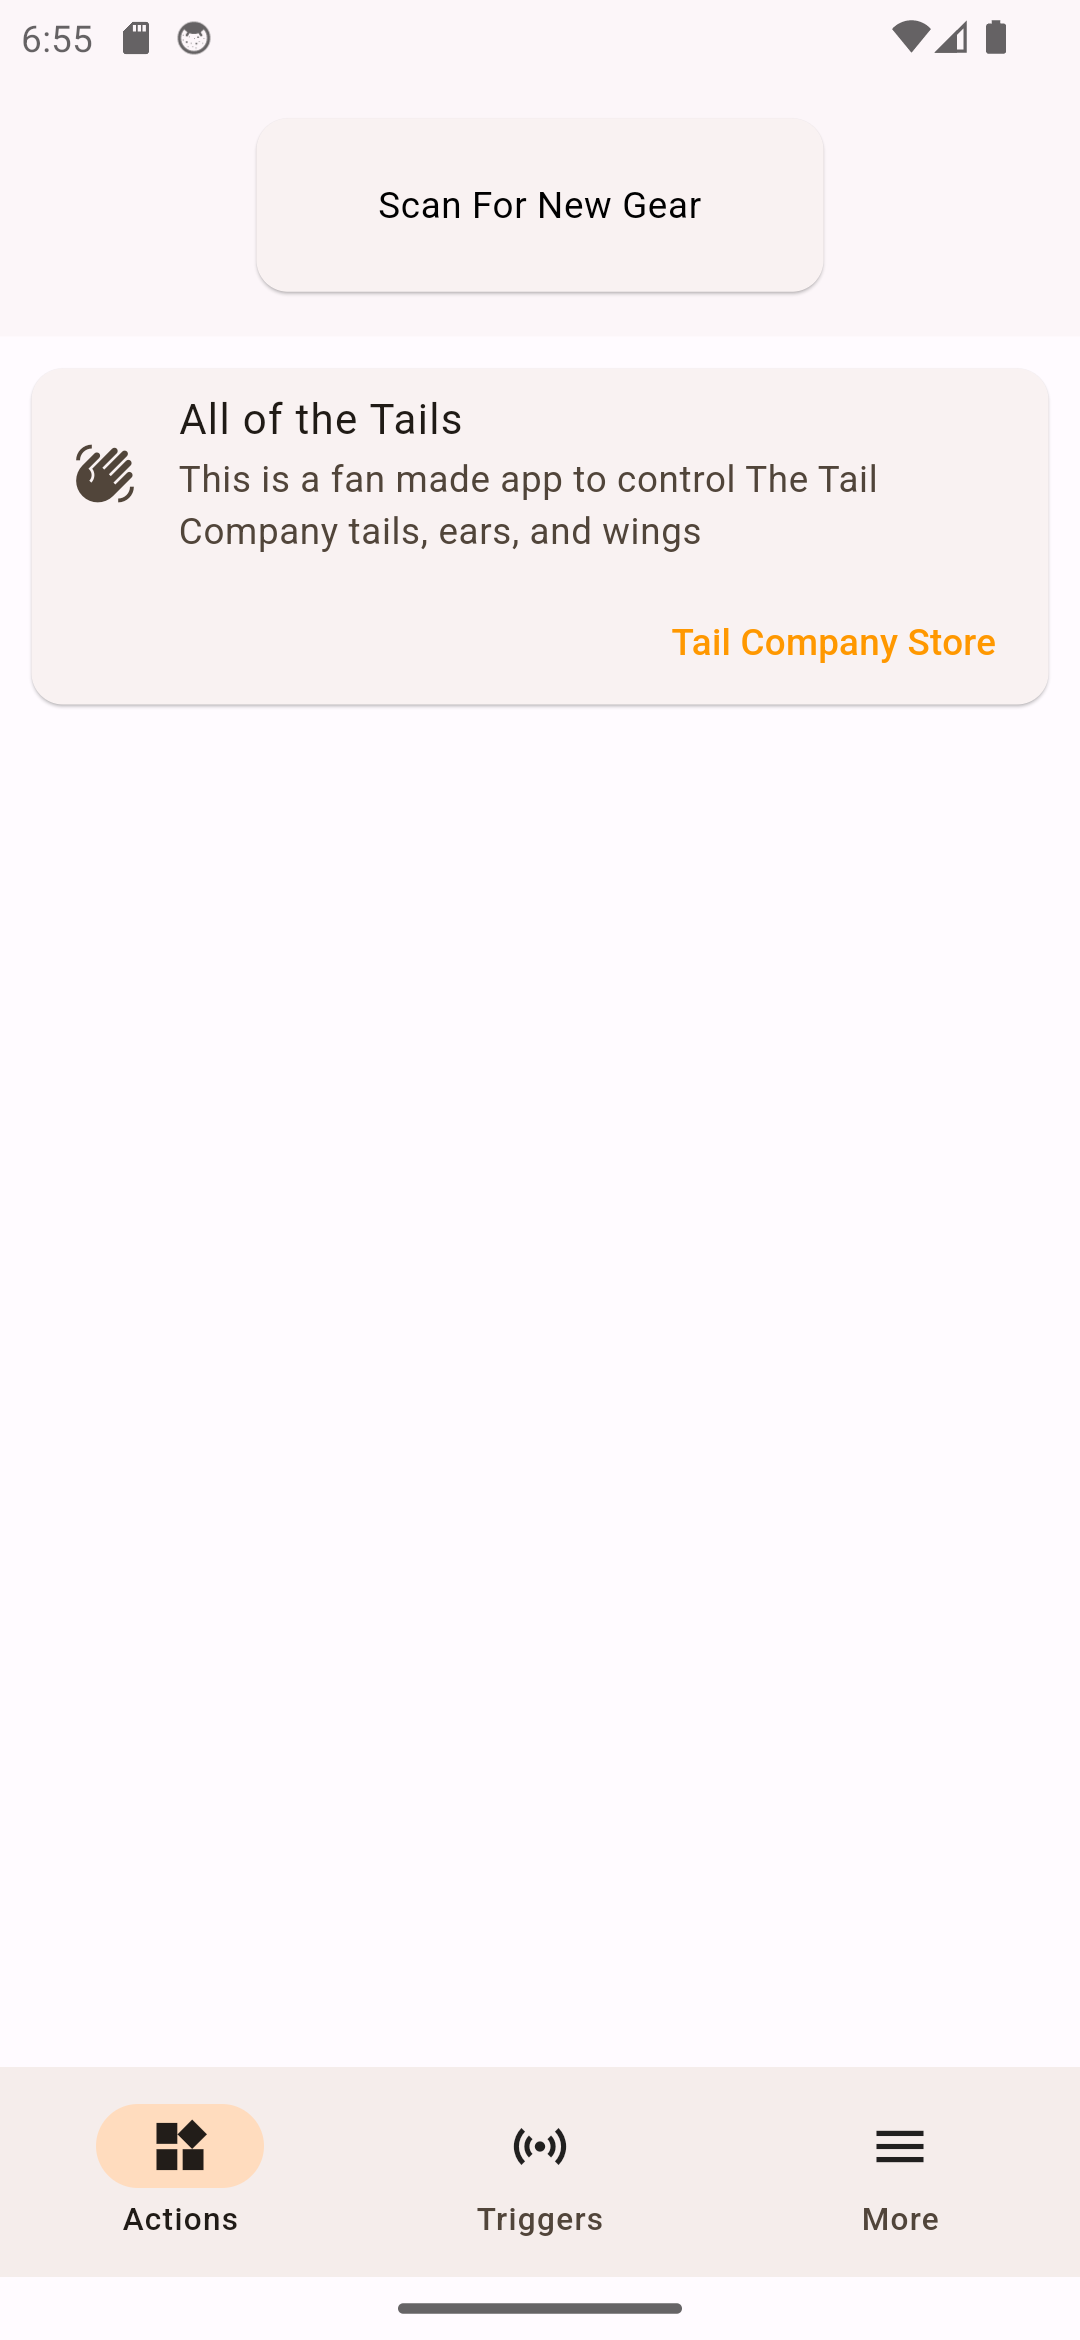 6:55
Scan For New Gear
All of the Tails
This is a fan made app to control The Tail
Company tails, ears, and wings
Tail Company Store
Actions
Triggers
More